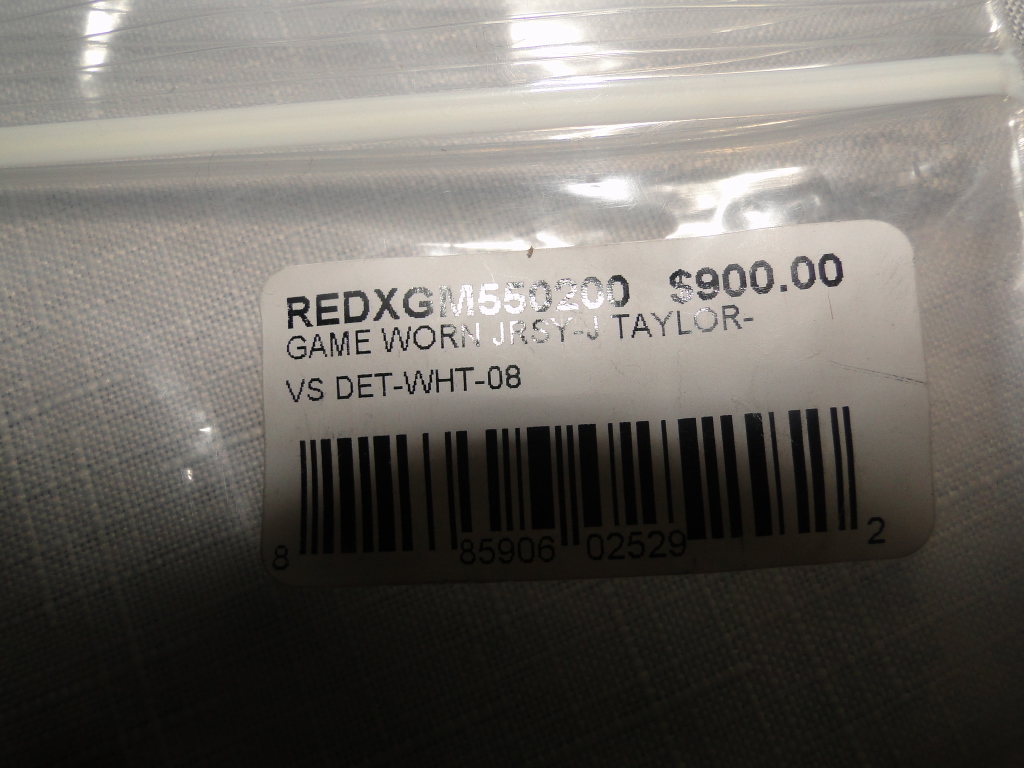 REDXGM550200 $900.00
GAME WORN JRSY-J TAYLOR-
VS DET-WHT-08
8 85906 02529 2